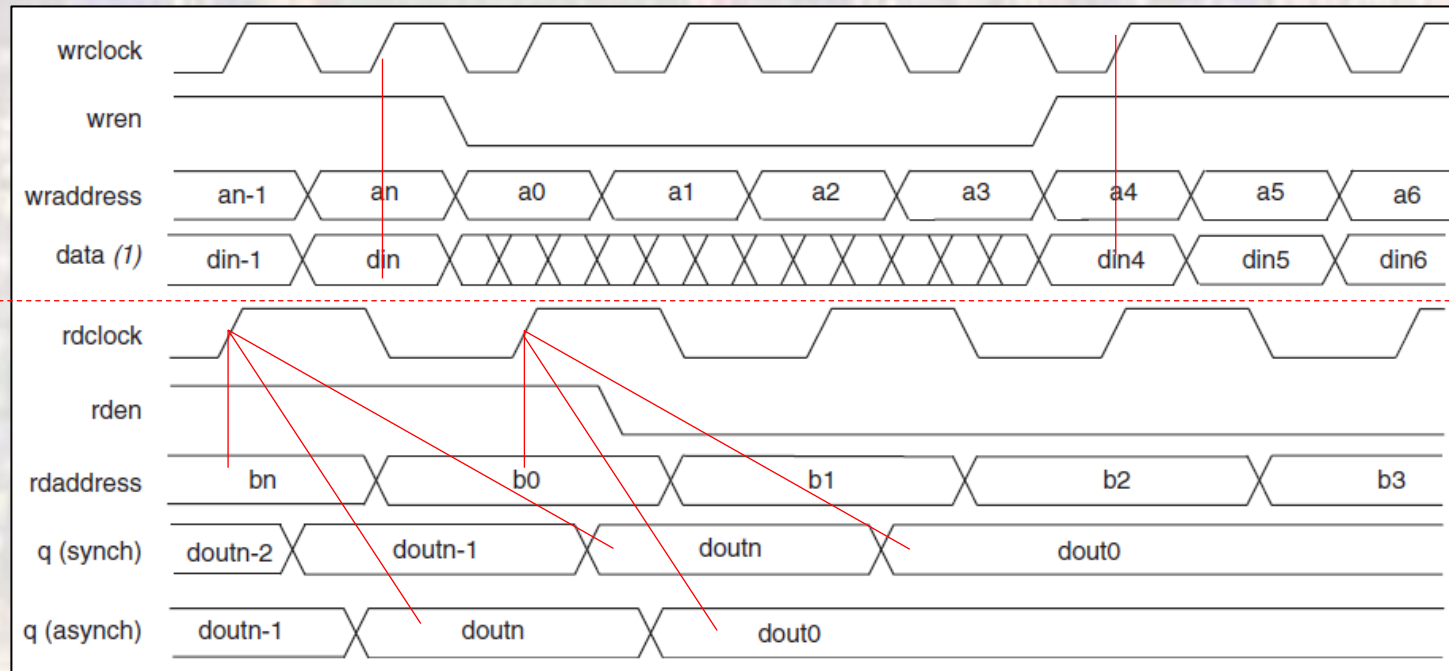 wrclock
wren
wraddress an-1 an a0 a1 a2 a3 a4 a5 a6
data (1) din-1 din din4 din5 din6
rdclock
rden
rdaddress bn b0 b1 b2 b3
q (synch) doutn-2 doutn-1 doutn dout0
q (asynch) doutn-1 doutn dout0